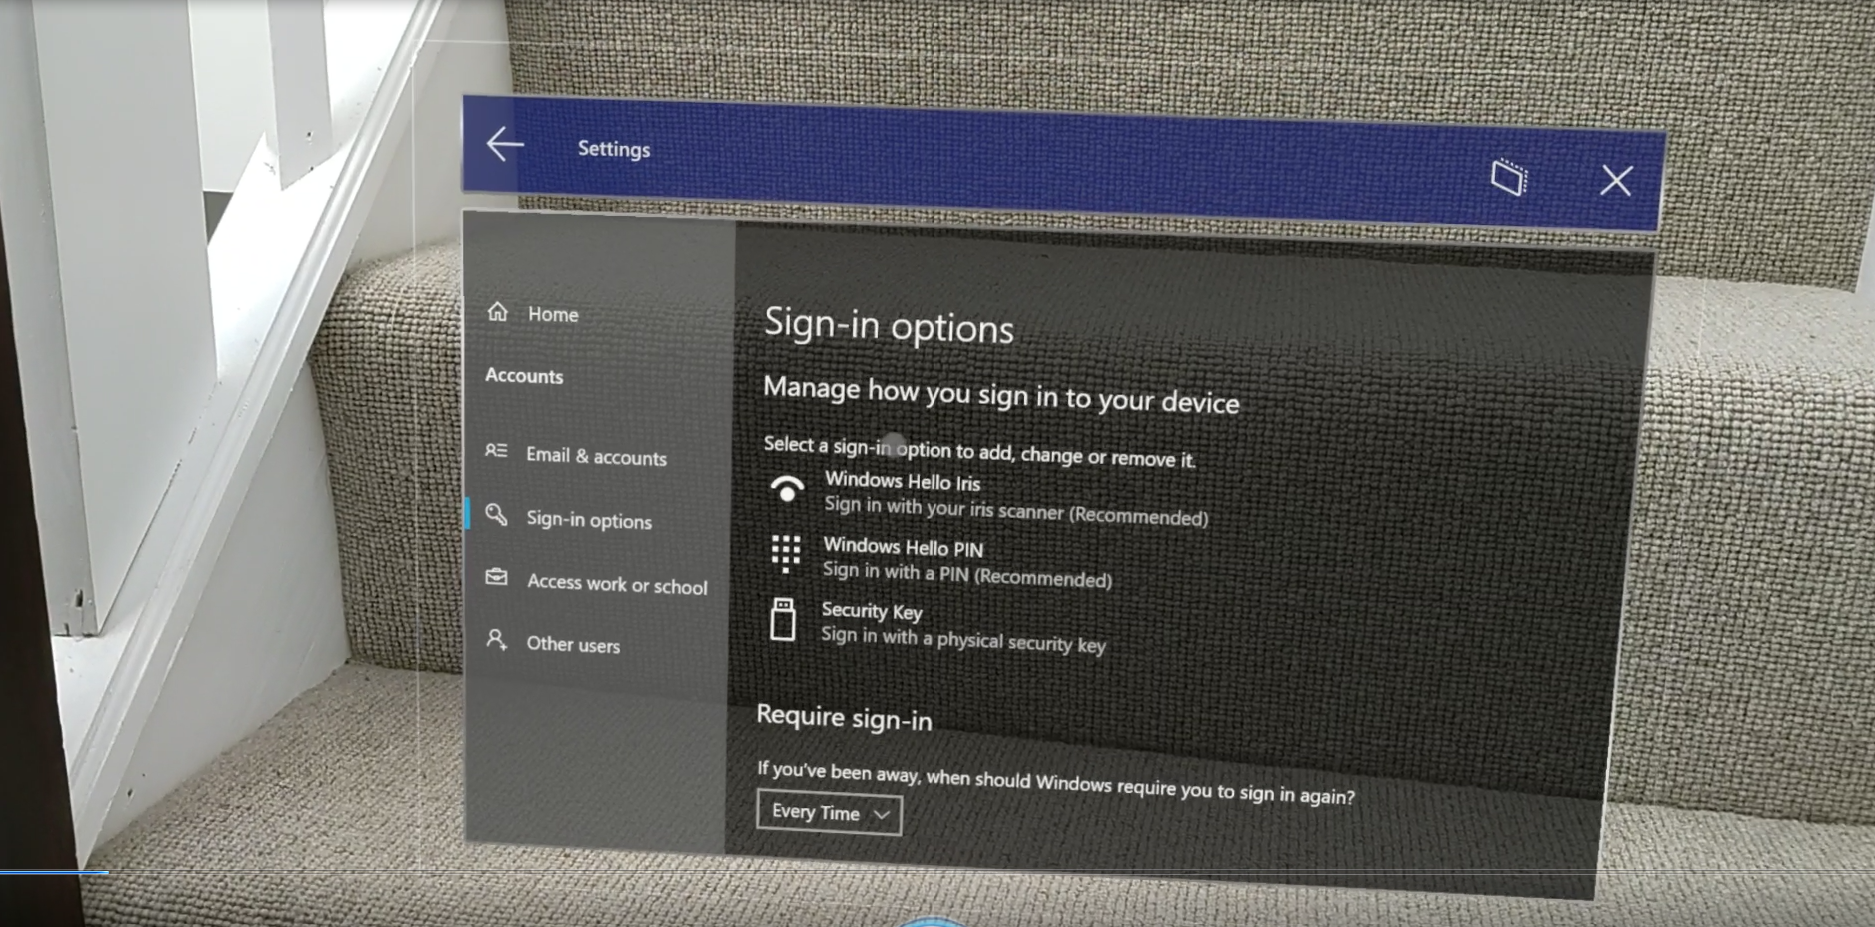 Settings
Home
Accounts
Email & accounts
Sign-in options
Access work or school
Other users
Sign-in options
Manage how you sign in to your device
Select a sign-in option to add, change or remove it.
Windows Hello Iris
Sign in with your iris scanner (Recommended)
Windows Hello PIN
Sign in with a PIN (Recommended)
Security Key
Sign in with a physical security key
Require sign-in
If you've been away, when should Windows require you to sign in again?
Every Time